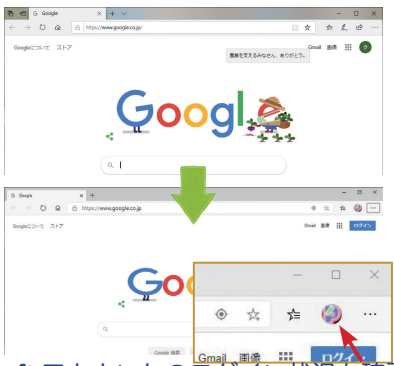 G Google
https://www.google.co.jp/
Googleについて ストア
Gmail 画像
農業を支えるみなさん、ありがとう。
Google
G Google
https://www.google.co.jp
Googleについて ストア
Gmail 画像 ログイン
Go
Google 検索
Gmail 画像 ログイン